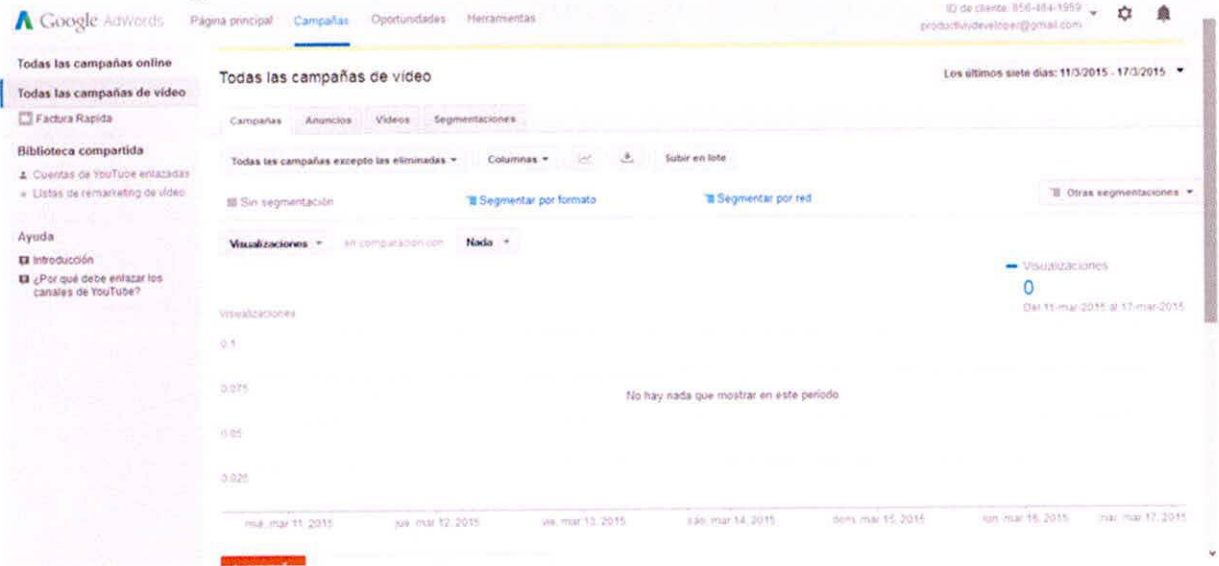 Google AdWords Página principal Campañas Oportunidades Herramientas
ID de cliente: 856-484-1959
productivydeveloper@gmail.com
Todas las campañas online
Todas las campañas de vídeo
Factura Rapida
Biblioteca compartida
Cuentas de YouTube enlazadas
Listas de remarketing de vídeo
Ayuda
Introducción
¿Por qué debe enlazar los
canales de YouTube?
Todas las campañas de vídeo
Los últimos siete días: 11/3/2015 - 17/3/2015
Campañas Anuncios Vídeos Segmentaciones
Todas las campañas excepto las eliminadas Columnas Subir en lote
Sin segmentación Segmentar por formato Segmentar por red Otras segmentaciones
Visualizaciones en comparación con Nada
Visualizaciones
0
Del 11-mar-2015 al 17-mar-2015
Visualizaciones
0.1
0.075
0.05
0.025
No hay nada que mostrar en este periodo
mié, mar 11, 2015 jue, mar 12, 2015 vie, mar 13, 2015 sáb, mar 14, 2015 dom, mar 15, 2015 lun, mar 16, 2015 mar, mar 17, 2015